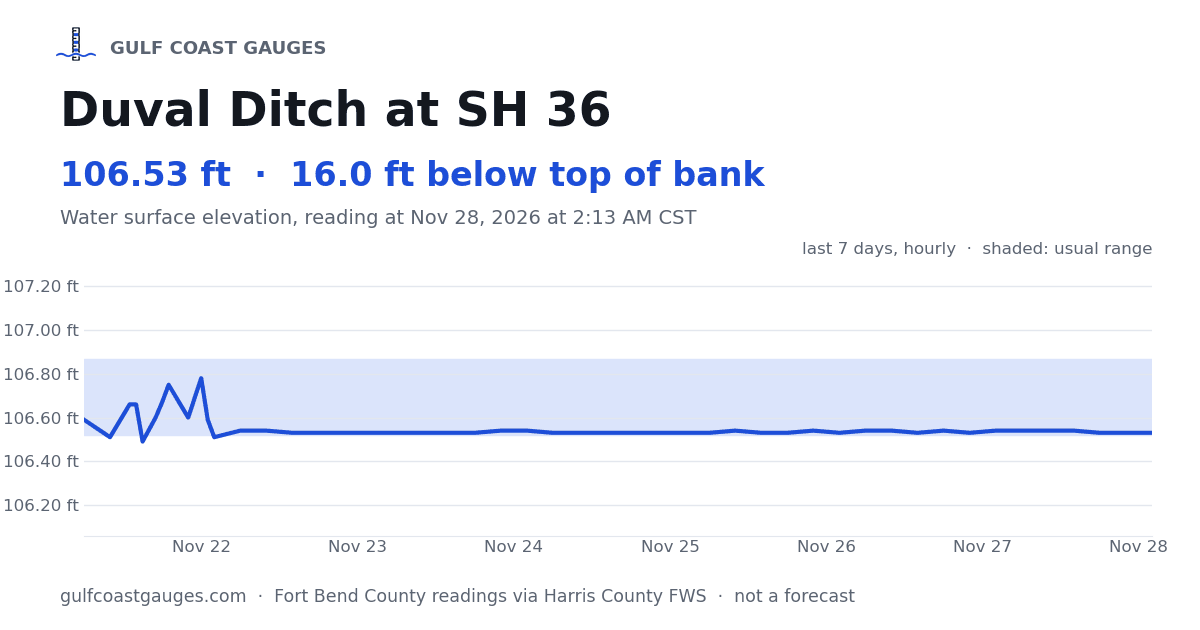 GULF COAST GAUGES
Duval Ditch at SH 36
106.53 ft · 16.0 ft below top of bank
Water surface elevation, reading at Nov 28, 2026 at 2:13 AM CST
last 7 days, hourly · shaded: usual range
107.20 ft
107.00 ft
106.80 ft
106.60 ft
106.40 ft
106.20 ft
Nov 22 Nov 23 Nov 24 Nov 25 Nov 26 Nov 27 Nov 28
gulfcoastgauges.com · Fort Bend County readings via Harris County FWS · not a forecast